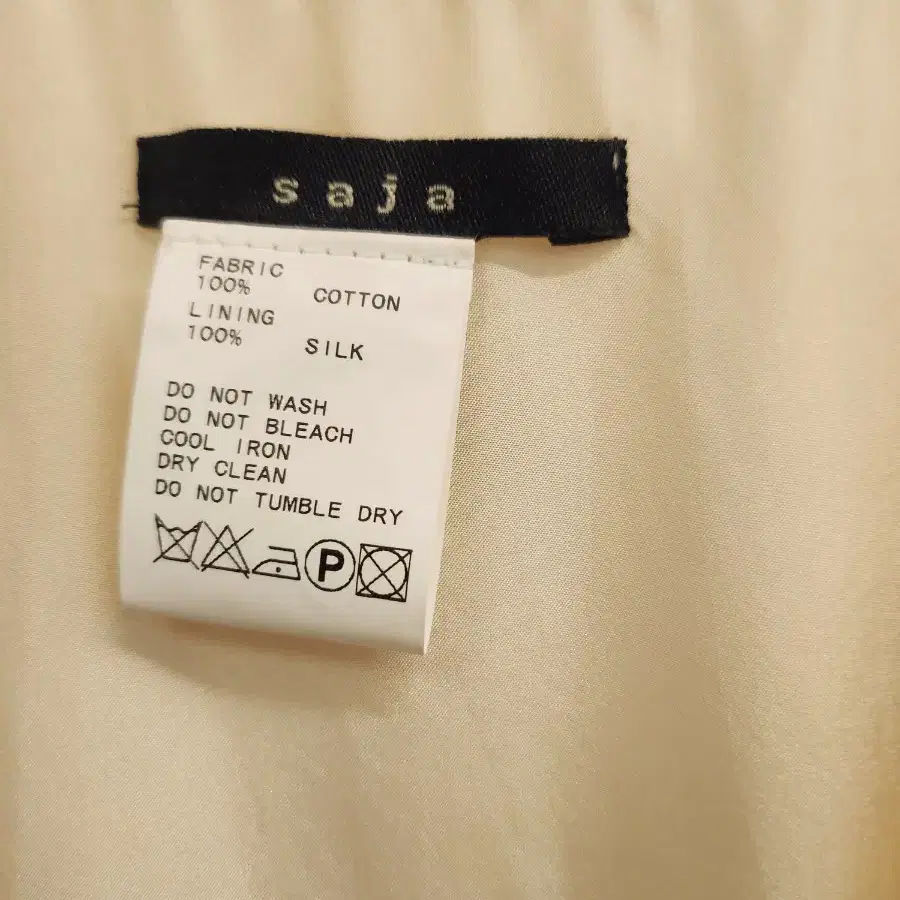 saja
FABRIC
100% COTTON
LINING
100% SILK
DO NOT WASH
DO NOT BLEACH
COOL IRON
DRY CLEAN
DO NOT TUMBLE DRY
P